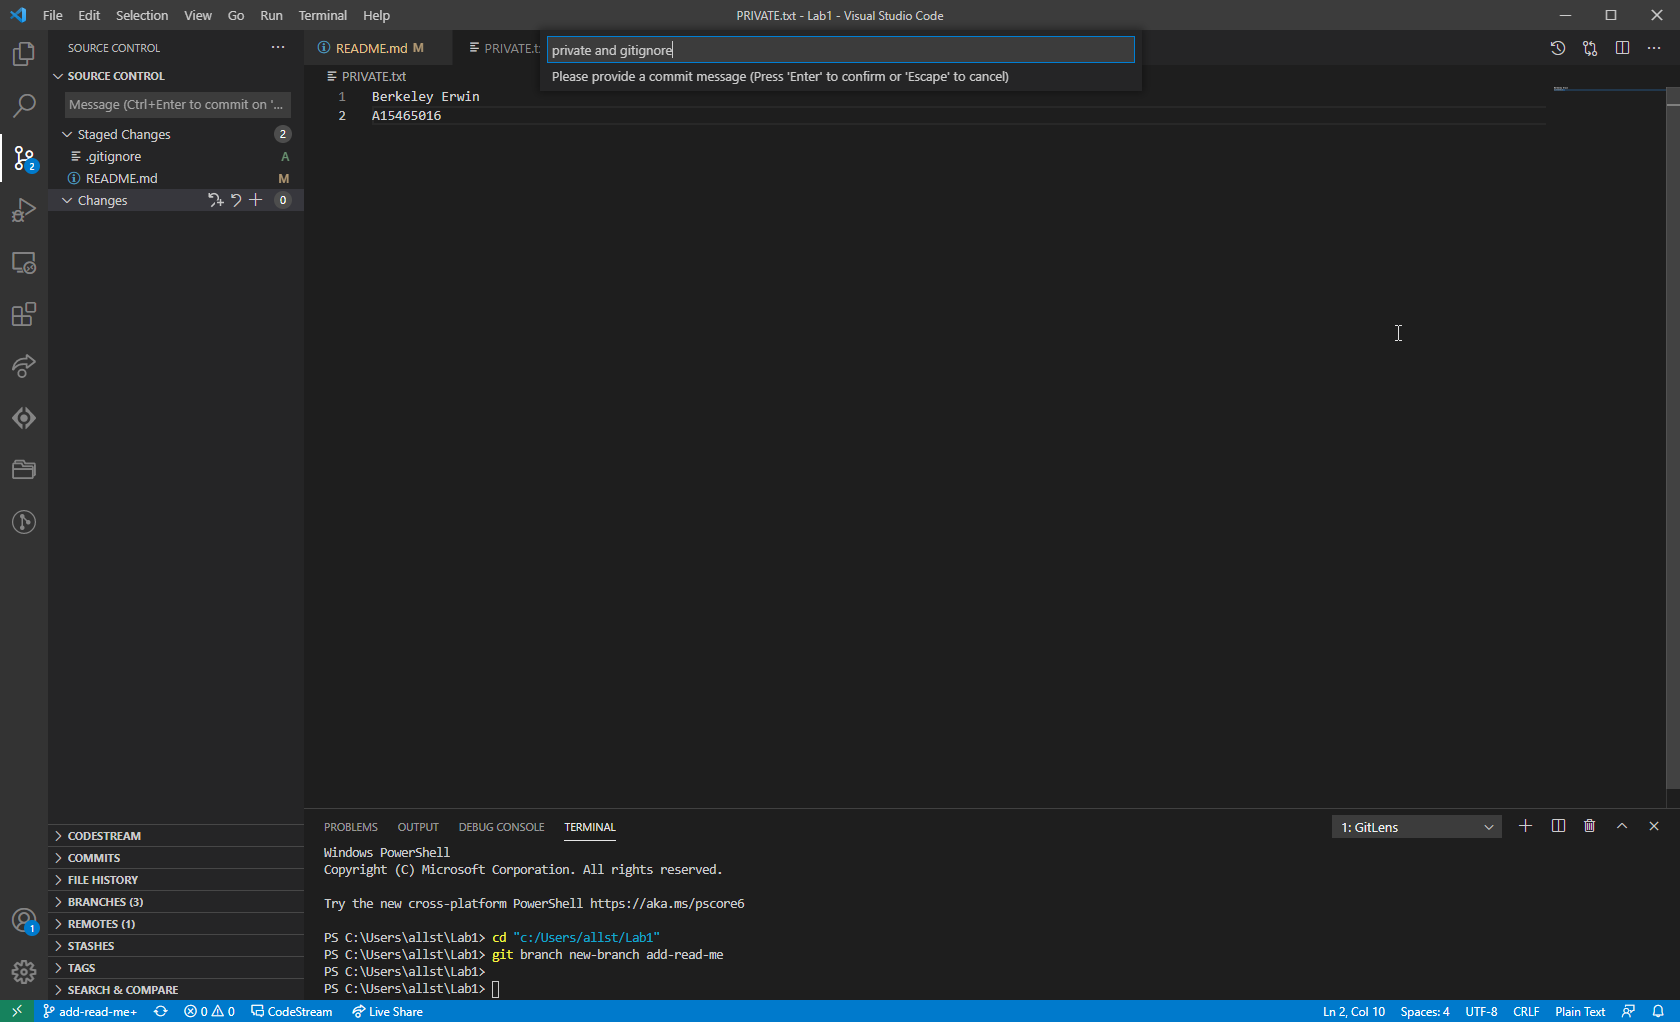 File Edit Selection View Go Run Terminal Help
PRIVATE.txt - Lab1 - Visual Studio Code
SOURCE CONTROL
README.md M
PRIVATE.t
private and gitignore
Please provide a commit message (Press 'Enter' to confirm or 'Escape' to cancel)
SOURCE CONTROL
PRIVATE.txt
Message (Ctrl+Enter to commit on '...
1 Berkeley Erwin
2 A15465016
Staged Changes 2
.gitignore A
2
README.md M
Changes 0
CODESTREAM
COMMITS
FILE HISTORY
BRANCHES (3)
REMOTES (1)
STASHES
TAGS
SEARCH & COMPARE
1
PROBLEMS OUTPUT DEBUG CONSOLE TERMINAL
1: GitLens
Windows PowerShell
Copyright (C) Microsoft Corporation. All rights reserved.
Try the new cross-platform PowerShell https://aka.ms/pscore6
PS C:\Users\allst\Lab1> cd "c:/Users/allst/Lab1"
PS C:\Users\allst\Lab1> git branch new-branch add-read-me
PS C:\Users\allst\Lab1>
PS C:\Users\allst\Lab1>
add-read-me+ 0 0 CodeStream Live Share
Ln 2, Col 10 Spaces: 4 UTF-8 CRLF Plain Text